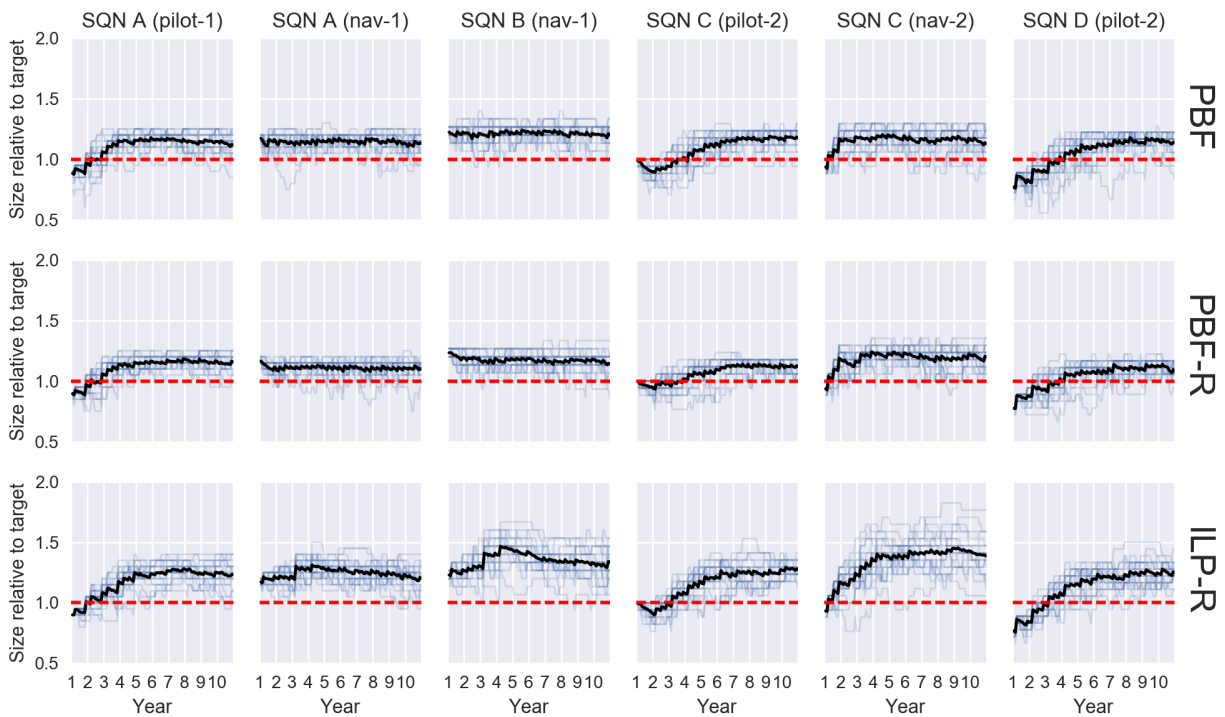 SQN A (pilot-1) SQN A (nav-1) SQN B (nav-1) SQN C (pilot-2) SQN C (nav-2) SQN D (pilot-2)
2.0
1.5
1.0
0.5
Size relative to target
PBF
2.0
1.5
1.0
0.5
Size relative to target
PBF-R
2.0
1.5
1.0
0.5
Size relative to target
ILP-R
1 2 3 4 5 6 7 8 9 10 1 2 3 4 5 6 7 8 9 10 1 2 3 4 5 6 7 8 9 10 1 2 3 4 5 6 7 8 9 10 1 2 3 4 5 6 7 8 9 10 1 2 3 4 5 6 7 8 9 10
Year Year Year Year Year Year